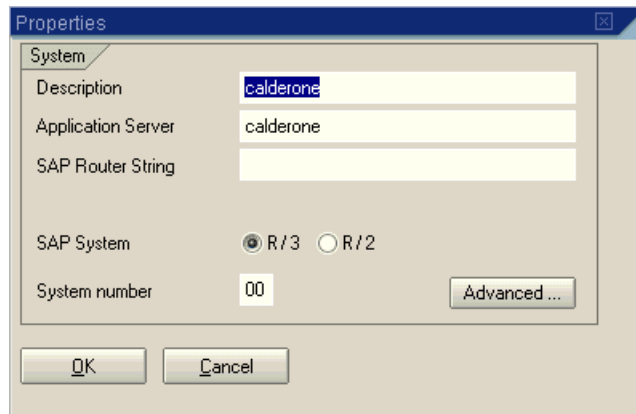 Properties
System
Description calderone
Application Server calderone
SAP Router String
SAP System R/3 R/2
System number 00 Advanced ...
OK Cancel